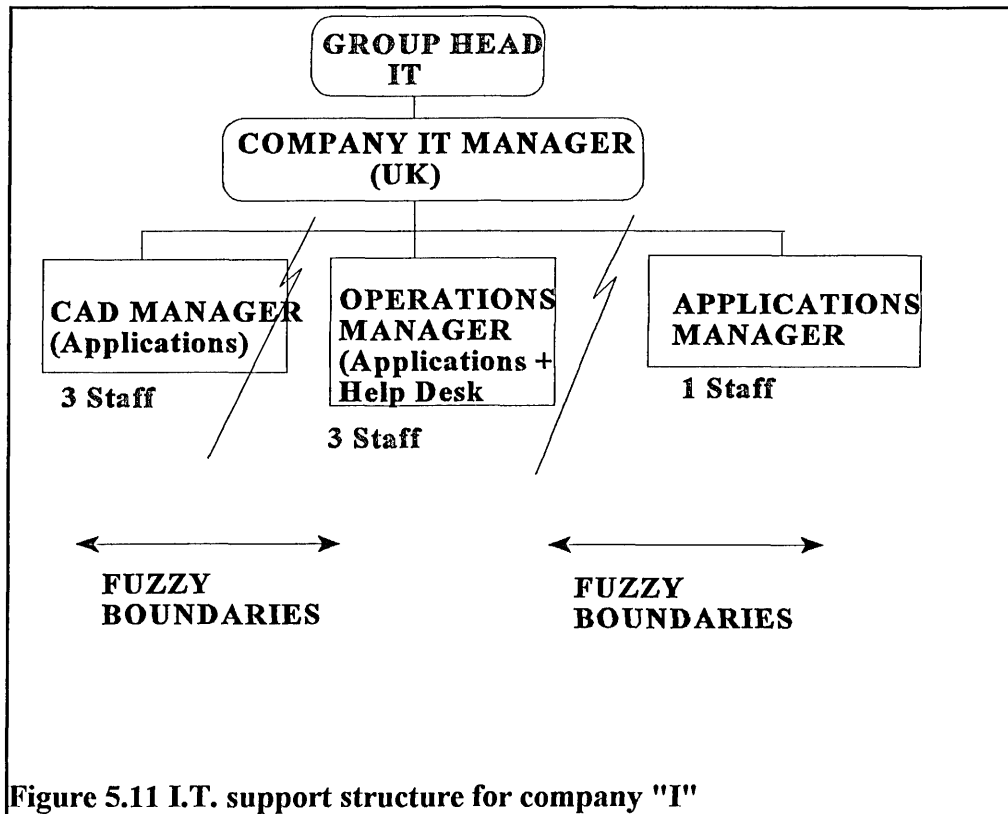 GROUP HEAD
IT
COMPANY IT MANAGER
(UK)
CAD MANAGER
(Applications)
3 Staff
OPERATIONS
MANAGER
(Applications +
Help Desk
3 Staff
APPLICATIONS
MANAGER
1 Staff
FUZZY
BOUNDARIES
FUZZY
BOUNDARIES
Figure 5.11 I.T. support structure for company "I"